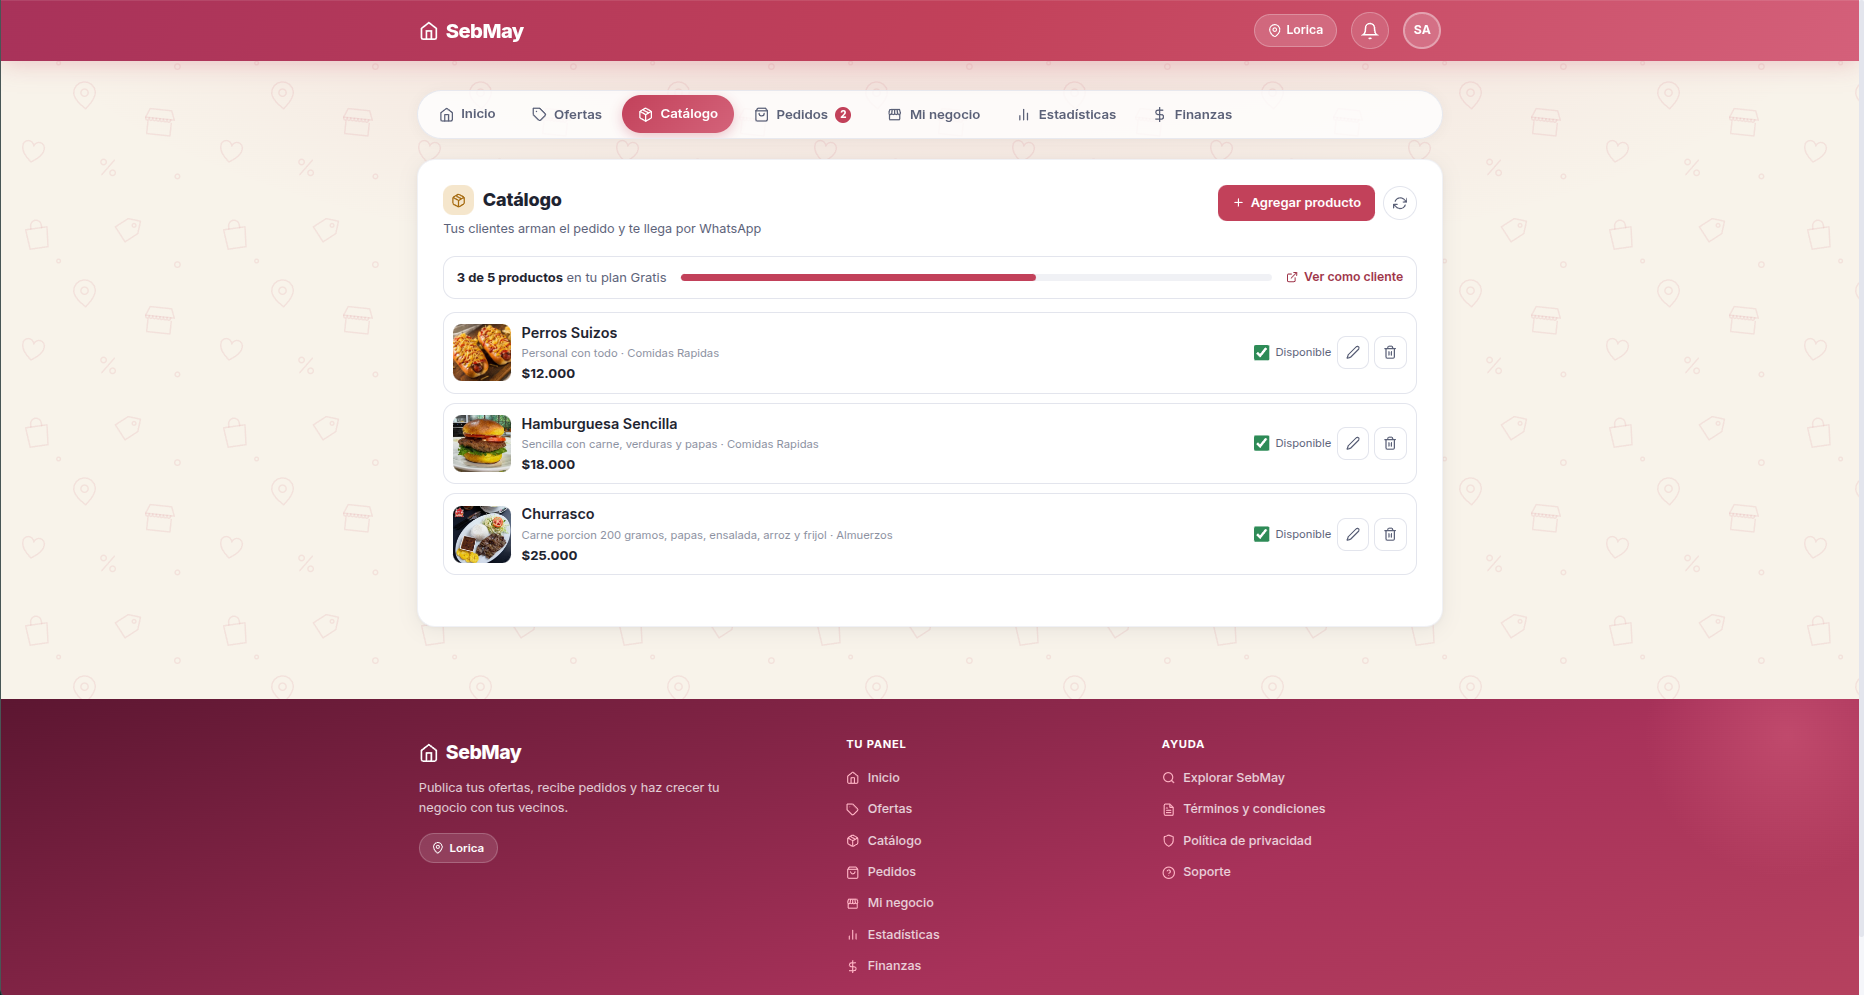 SebMay
Lorica
SA
Inicio
Ofertas
Catálogo
Pedidos 2
Mi negocio
Estadísticas
Finanzas
Catálogo
Tus clientes arman el pedido y te llega por WhatsApp
+ Agregar producto
3 de 5 productos en tu plan Gratis
Ver como cliente
Perros Suizos
Personal con todo · Comidas Rapidas
$12.000
Disponible
Hamburguesa Sencilla
Sencilla con carne, verduras y papas · Comidas Rapidas
$18.000
Disponible
Churrasco
Carne porcion 200 gramos, papas, ensalada, arroz y frijol · Almuerzos
$25.000
Disponible
SebMay
Publica tus ofertas, recibe pedidos y haz crecer tu
negocio con tus vecinos.
Lorica
TU PANEL
Inicio
Ofertas
Catálogo
Pedidos
Mi negocio
Estadísticas
Finanzas
AYUDA
Explorar SebMay
Términos y condiciones
Política de privacidad
Soporte